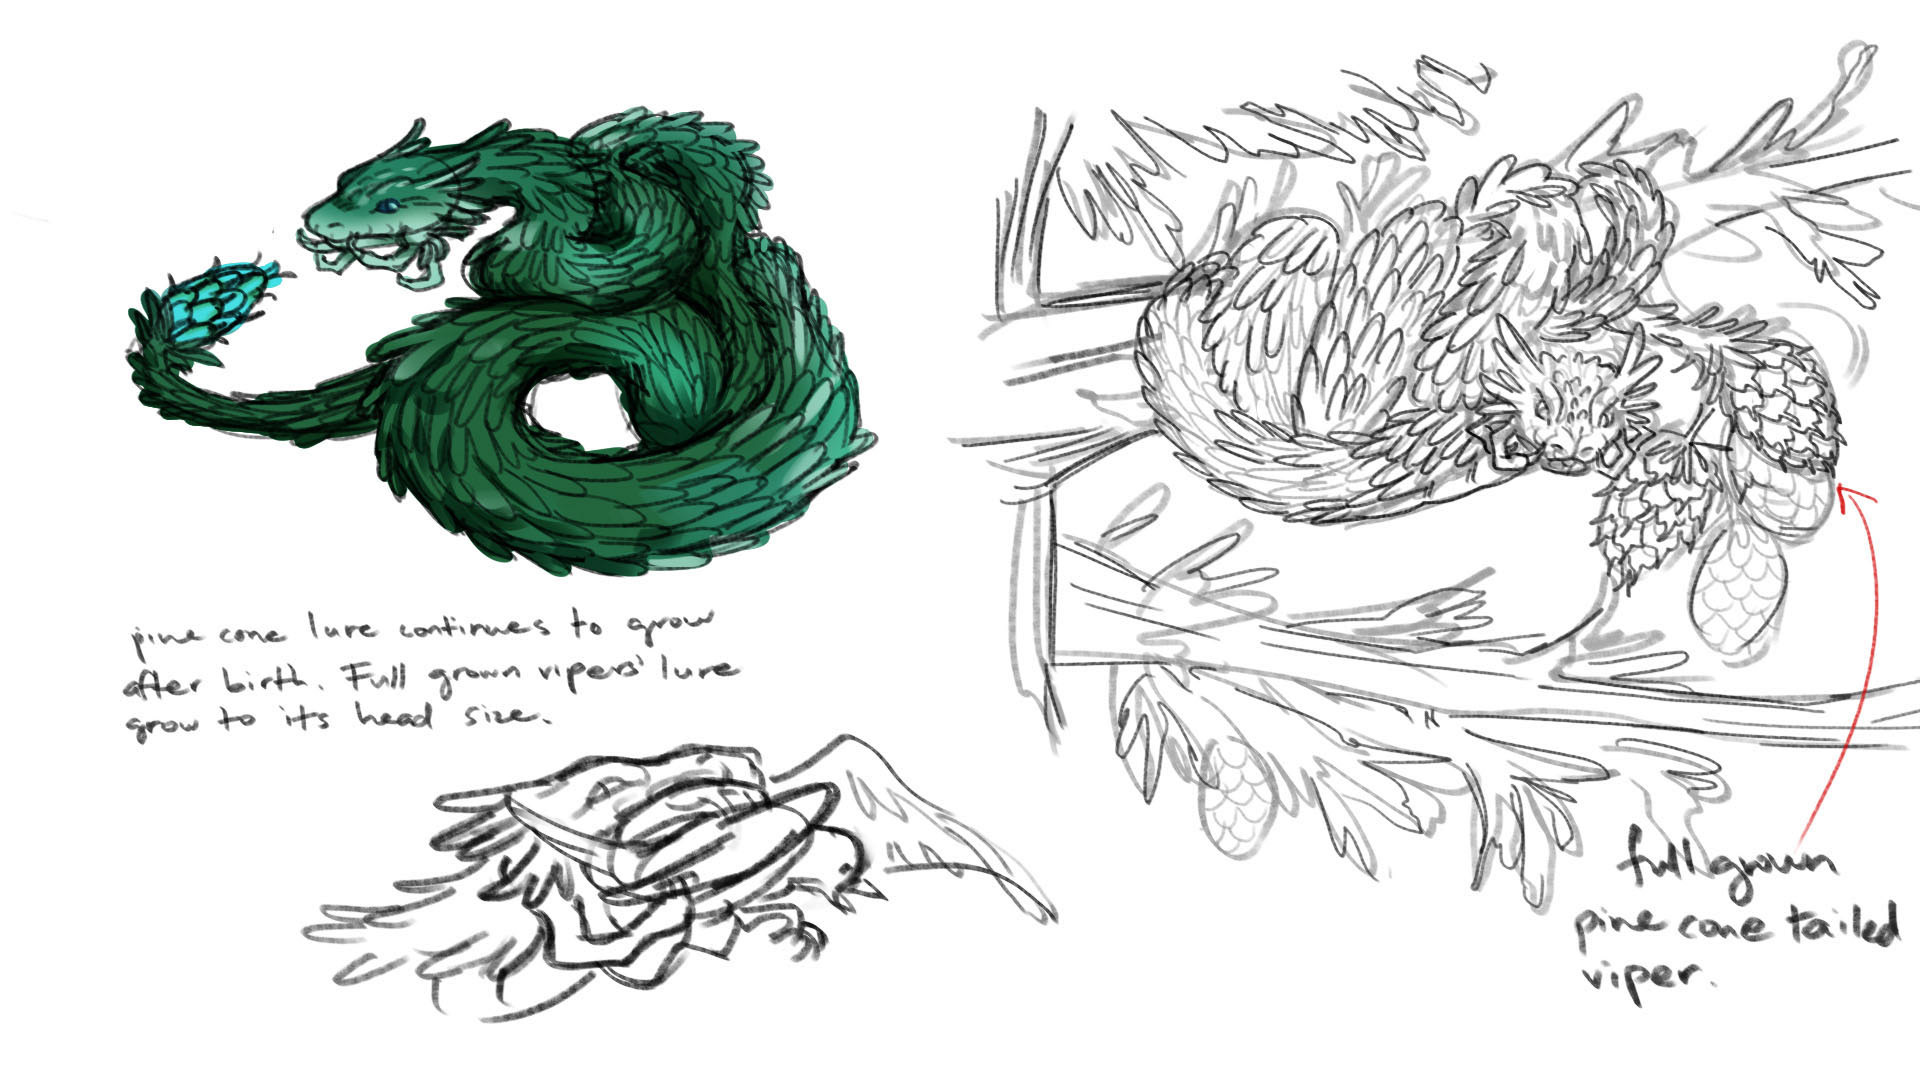 pine cone lure continues to grow
after birth. Full grown vipers' lure
grow to its head size.
full grown
pine cone tailed
viper.